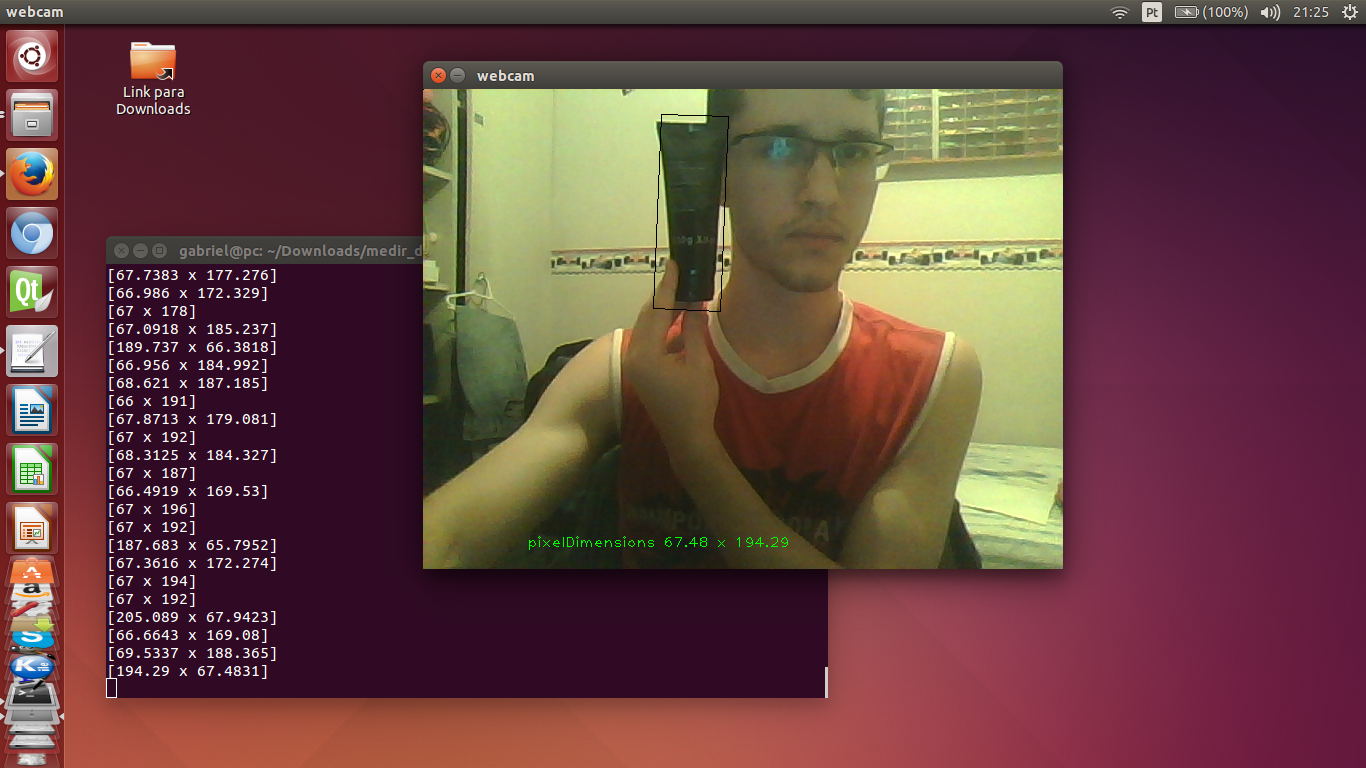 webcam
Pt
(100%)
21:25
Link para
Downloads
webcam
gabriel@pc: ~/Downloads/medir_d
[67.7383 x 177.276]
[66.986 x 172.329]
[67 x 178]
[67.0918 x 185.237]
[189.737 x 66.3818]
[66.956 x 184.992]
[68.621 x 187.185]
[66 x 191]
[67.8713 x 179.081]
[67 x 192]
[68.3125 x 184.327]
[67 x 187]
[66.4919 x 169.53]
[67 x 196]
[67 x 192]
[187.683 x 65.7952]
[67.3616 x 172.274]
[67 x 194]
[67 x 192]
[205.089 x 67.9423]
[66.6643 x 169.08]
[69.5337 x 188.365]
[194.29 x 67.4831]
pixelDimensions 67.48 x 194.29
Qt